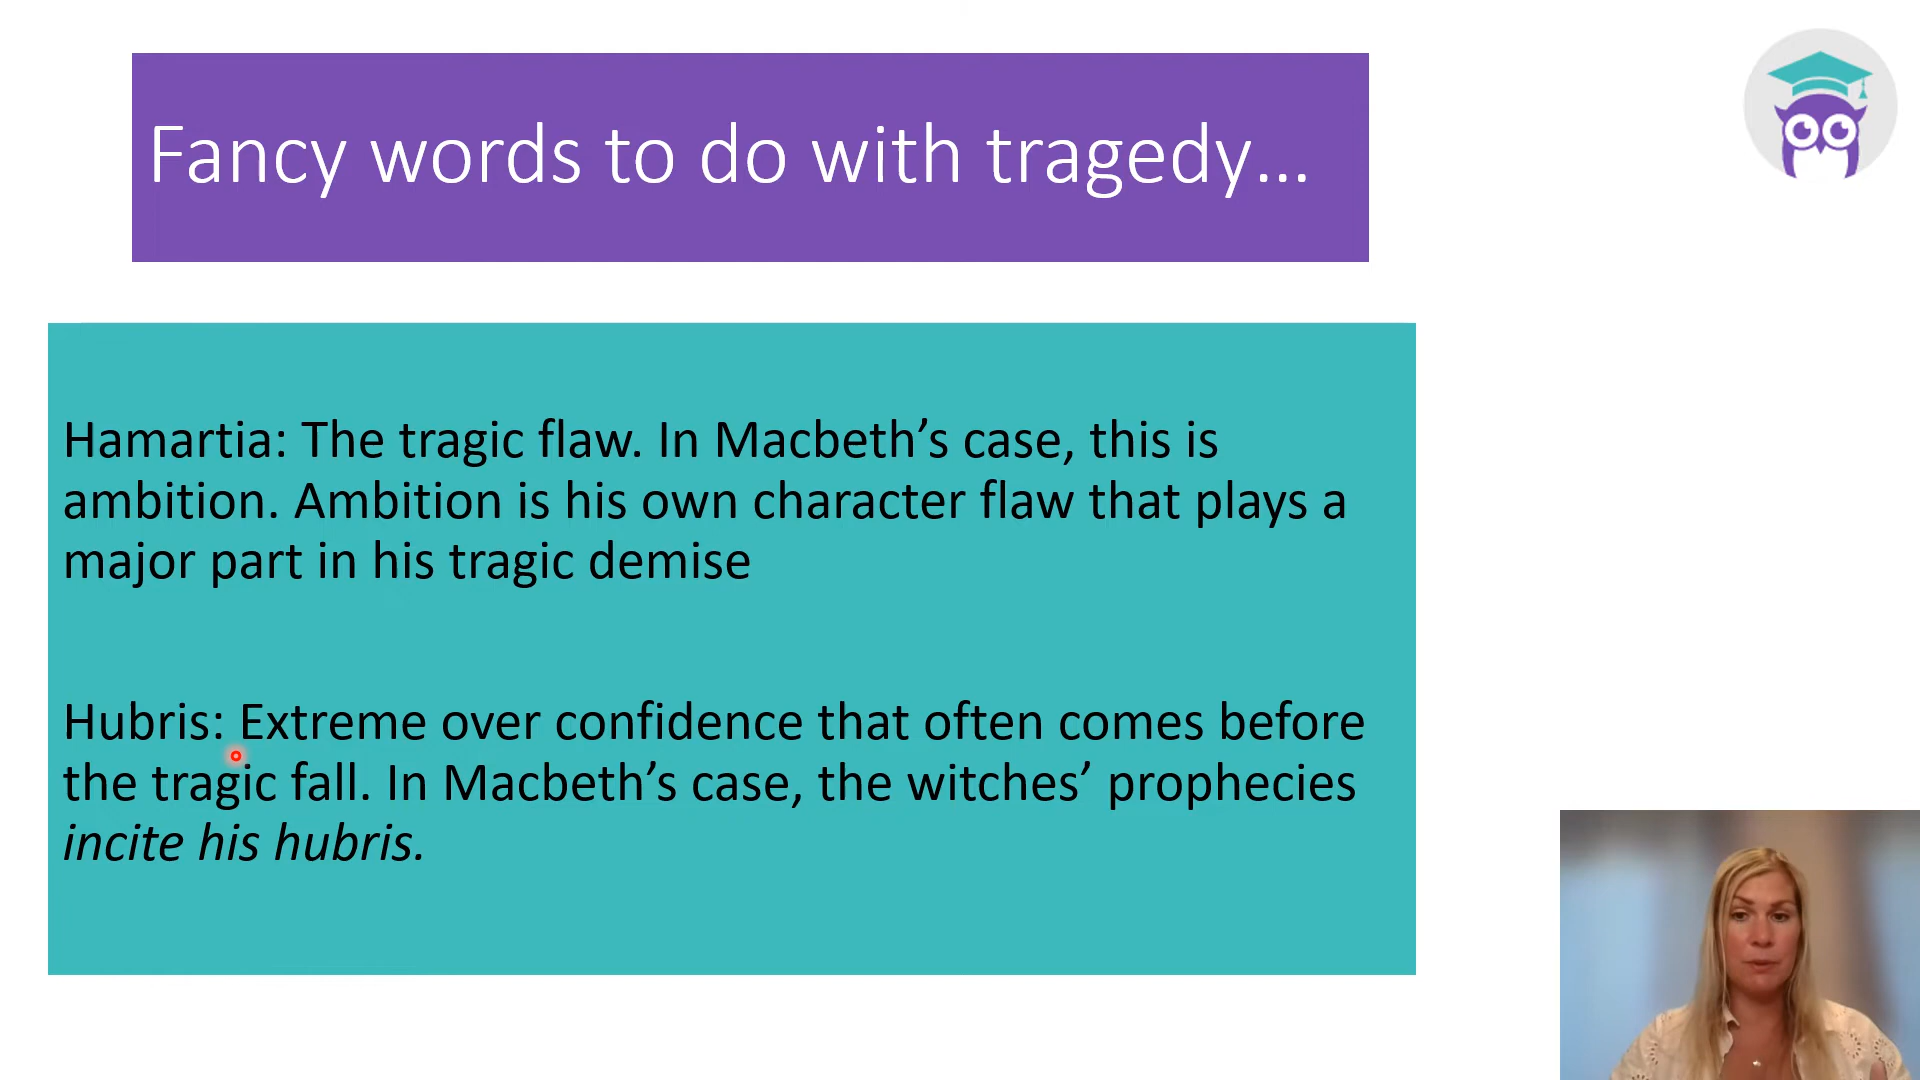 Fancy words to do with tragedy...
Hamartia: The tragic flaw. In Macbeth’s case, this is
ambition. Ambition is his own character flaw that plays a
major part in his tragic demise
Hubris: Extreme over confidence that often comes before
the tragic fall. In Macbeth’s case, the witches’ prophecies
incite his hubris.